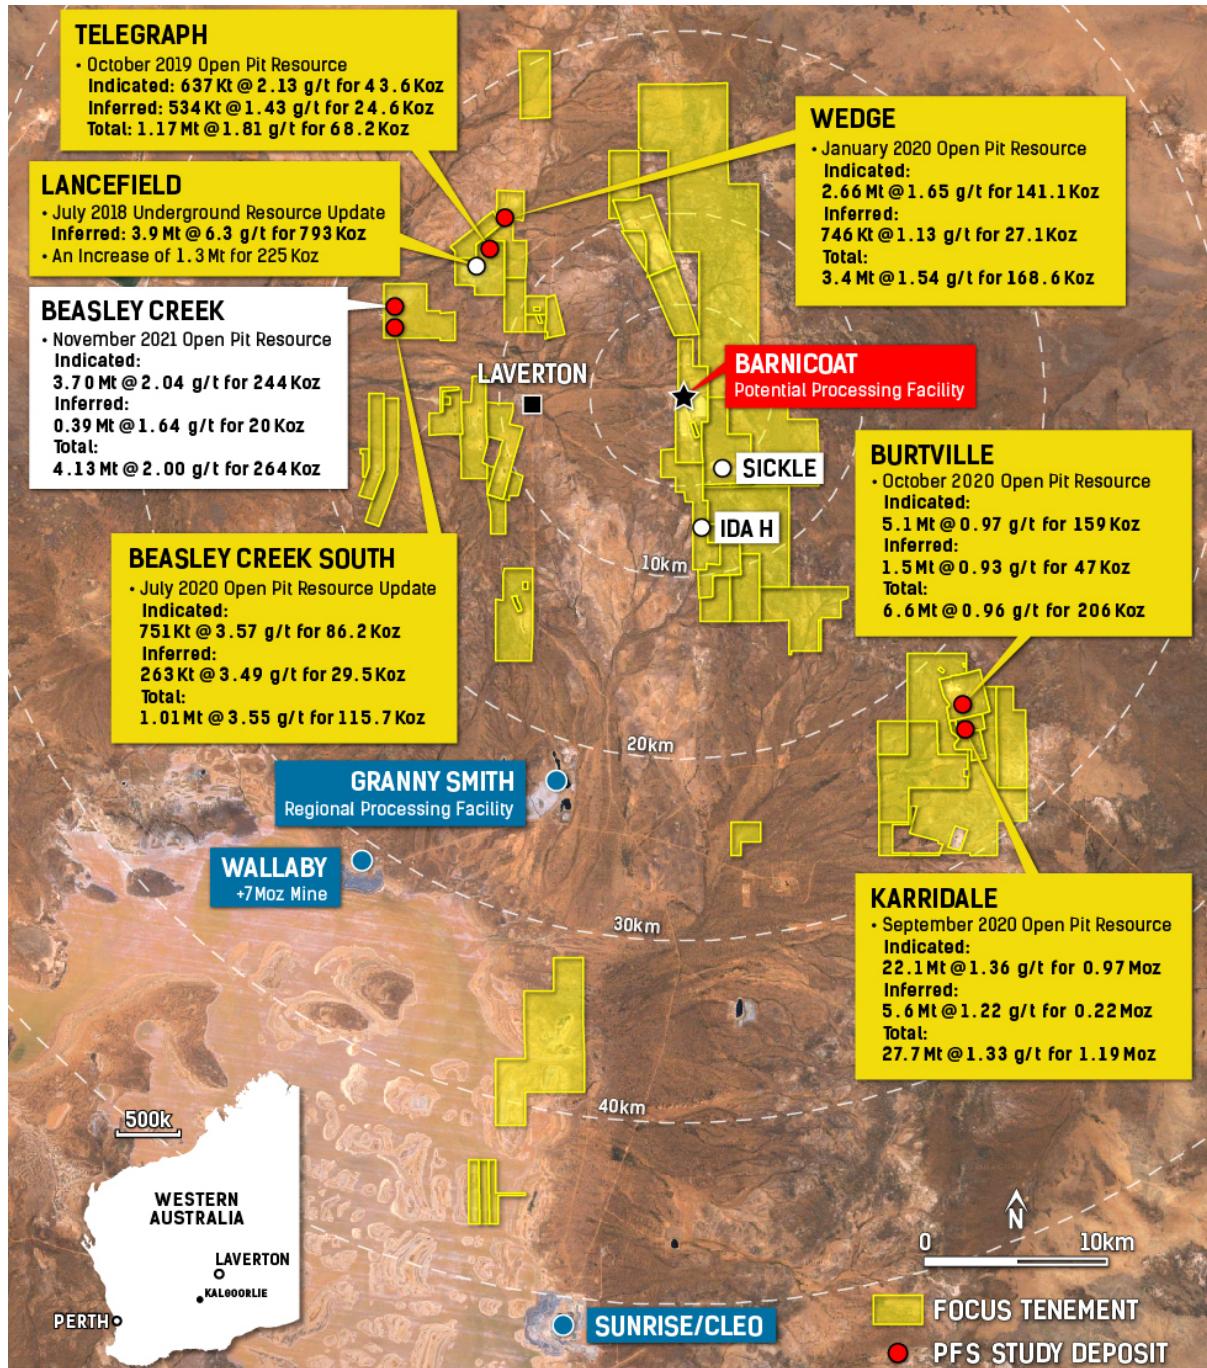 TELEGRAPH
• October 2019 Open Pit Resource
Indicated: 637 Kt @ 2.13 g/t for 43.6 Koz
Inferred: 534 Kt @ 1.43 g/t for 24.6 Koz
Total: 1.17 Mt @ 1.81 g/t for 68.2 Koz
LANCEFIELD
• July 2018 Underground Resource Update
Inferred: 3.9 Mt @ 6.3 g/t for 793 Koz
• An Increase of 1.3 Mt for 225 Koz
WEDGE
• January 2020 Open Pit Resource
Indicated:
2.66 Mt @ 1.65 g/t for 141.1 Koz
Inferred:
746 Kt @ 1.13 g/t for 27.1 Koz
Total:
3.4 Mt @ 1.54 g/t for 168.6 Koz
BEASLEY CREEK
• November 2021 Open Pit Resource
Indicated:
3.70 Mt @ 2.04 g/t for 244 Koz
Inferred:
0.39 Mt @ 1.64 g/t for 20 Koz
Total:
4.13 Mt @ 2.00 g/t for 264 Koz
LAVERTON
BARNICOAT
Potential Processing Facility
SICKLE
IDA H
BURTVILLE
• October 2020 Open Pit Resource
Indicated:
5.1 Mt @ 0.97 g/t for 159 Koz
Inferred:
1.5 Mt @ 0.93 g/t for 47 Koz
Total:
6.6 Mt @ 0.96 g/t for 206 Koz
BEASLEY CREEK SOUTH
• July 2020 Open Pit Resource Update
Indicated:
751 Kt @ 3.57 g/t for 86.2 Koz
Inferred:
263 Kt @ 3.49 g/t for 29.5 Koz
Total:
1.01 Mt @ 3.55 g/t for 115.7 Koz
10km
20km
30km
40km
GRANNY SMITH
Regional Processing Facility
WALLABY
+7Moz Mine
KARRIDALE
• September 2020 Open Pit Resource
Indicated:
22.1 Mt @ 1.36 g/t for 0.97 Moz
Inferred:
5.6 Mt @ 1.22 g/t for 0.22 Moz
Total:
27.7 Mt @ 1.33 g/t for 1.19 Moz
500k
WESTERN
AUSTRALIA
LAVERTON
KALGOORLIE
PERTH
SUNRISE/CLEO
N
0 10km
FOCUS TENEMENT
PFS STUDY DEPOSIT